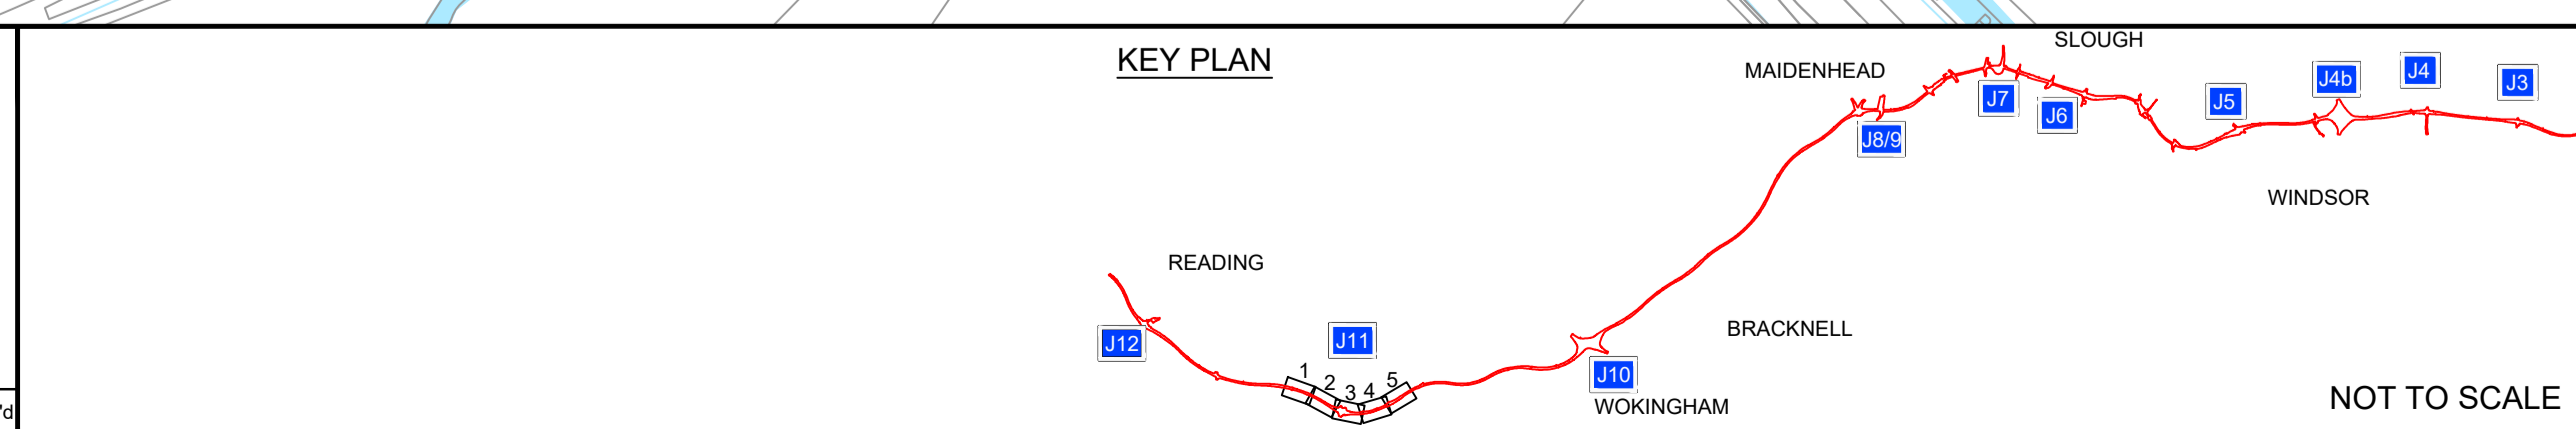 KEY PLAN
SLOUGH
MAIDENHEAD
J7
J6
J8/9
J5
J4b
J4
J3
WINDSOR
READING
J12
J11
1
2
3
4
5
BRACKNELL
J10
WOKINGHAM
NOT TO SCALE
'd